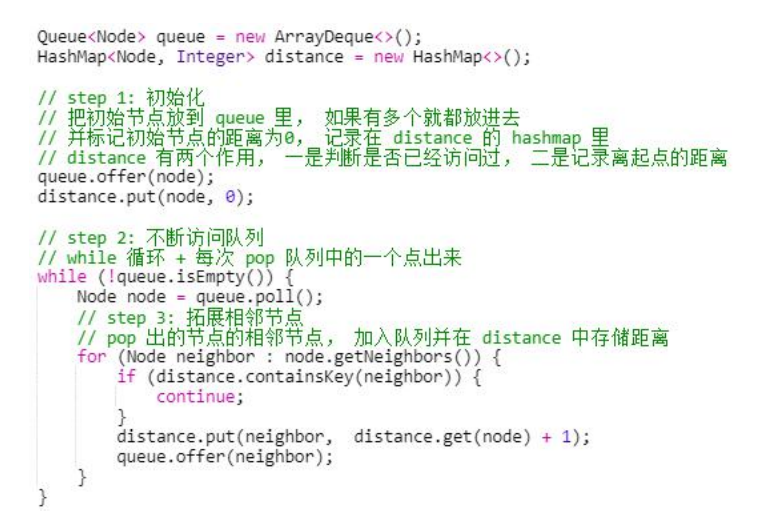 Queue<Node> queue = new ArrayDeque<>();
HashMap<Node, Integer> distance = new HashMap<>();

// step 1: 初始化
// 把初始节点放到 queue 里， 如果有多个就都放进去
// 并标记初始节点的距离为0， 记录在 distance 的 hashmap 里
// distance 有两个作用， 一是判断是否已经访问过， 二是记录离起点的距离
queue.offer(node);
distance.put(node, 0);

// step 2: 不断访问队列
// while 循环 + 每次 pop 队列中的一个点出来
while (!queue.isEmpty()) {
    Node node = queue.poll();
    // step 3: 拓展相邻节点
    // pop 出的节点的相邻节点， 加入队列并在 distance 中存储距离
    for (Node neighbor : node.getNeighbors()) {
        if (distance.containsKey(neighbor)) {
            continue;
        }
        distance.put(neighbor,  distance.get(node) + 1);
        queue.offer(neighbor);
    }
}